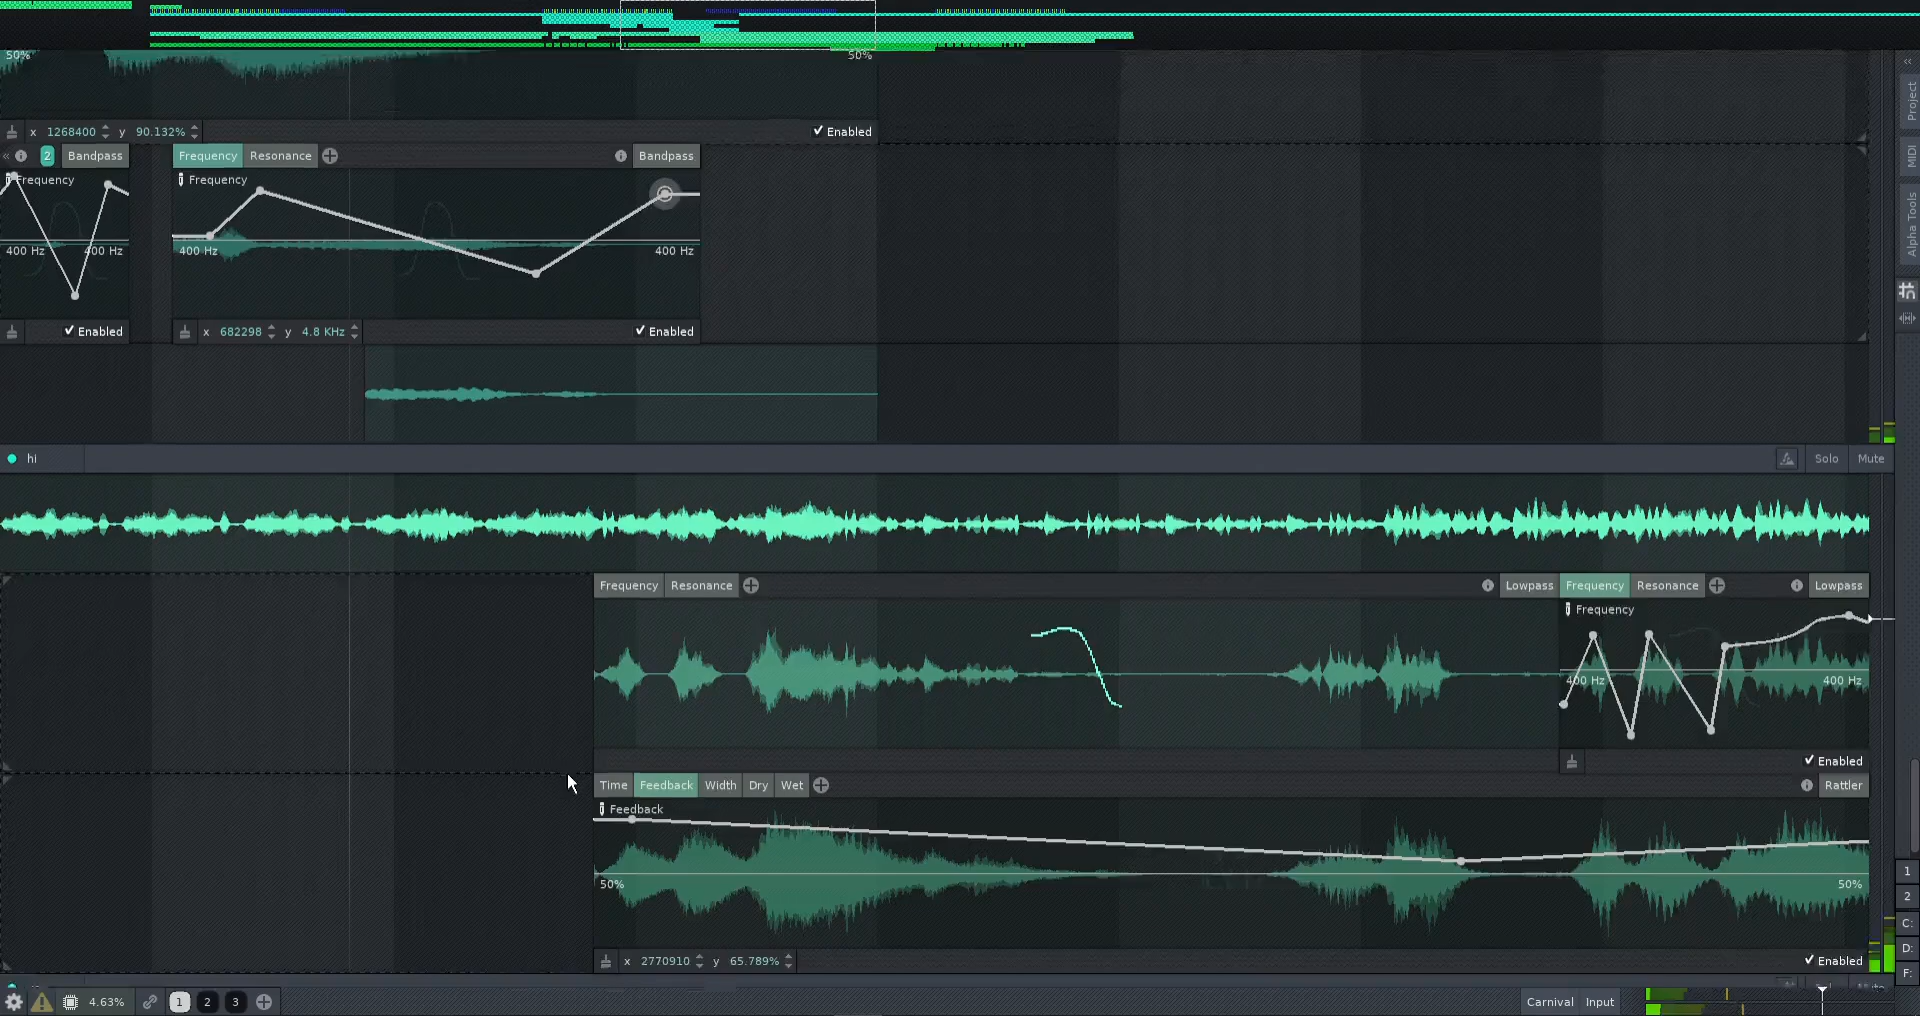 50% 50%
x 1268400 y 90.132% Enabled
2 Bandpass Frequency Resonance Bandpass
Frequency Frequency
400 Hz 400 Hz 400 Hz 400 Hz
Enabled x 682298 y 4.8 KHz Enabled
hi Solo Mute
Frequency Resonance Lowpass Frequency Resonance Lowpass
Frequency
400 Hz 400 Hz
Enabled
Time Feedback Width Dry Wet Rattler
Feedback
50% 50%
x 2770910 y 65.789% Enabled
4.63% 1 2 3 Carnival Input
Project
MIDI
Alpha Tools
1
2
C:
D:
F: